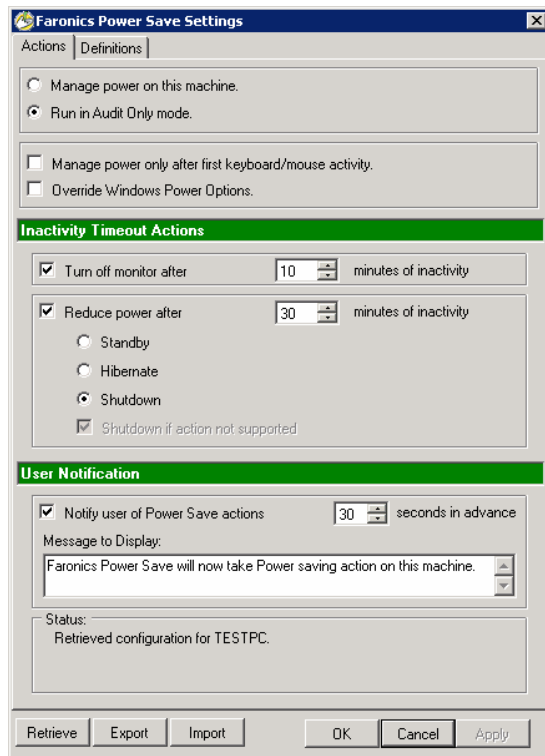 Faronics Power Save Settings
Actions Definitions
Manage power on this machine.
Run in Audit Only mode.
Manage power only after first keyboard/mouse activity.
Override Windows Power Options.
Inactivity Timeout Actions
Turn off monitor after 10 minutes of inactivity
Reduce power after 30 minutes of inactivity
Standby
Hibernate
Shutdown
Shutdown if action not supported
User Notification
Notify user of Power Save actions 30 seconds in advance
Message to Display:
Faronics Power Save will now take Power saving action on this machine.
Status:
Retrieved configuration for TESTPC.
Retrieve Export Import OK Cancel Apply